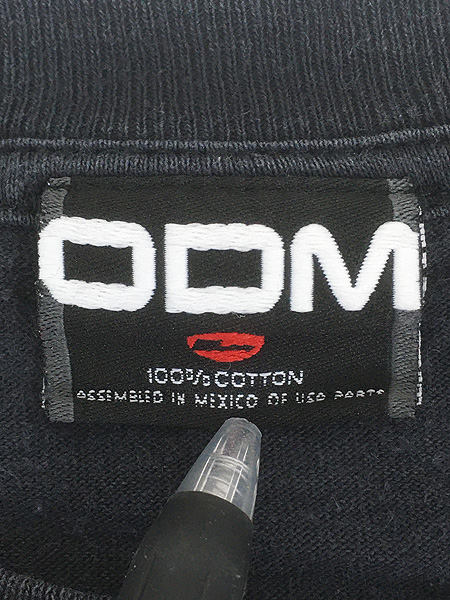 ODM
100% COTTON
ASSEMBLED IN MEXICO OF USA PARTS